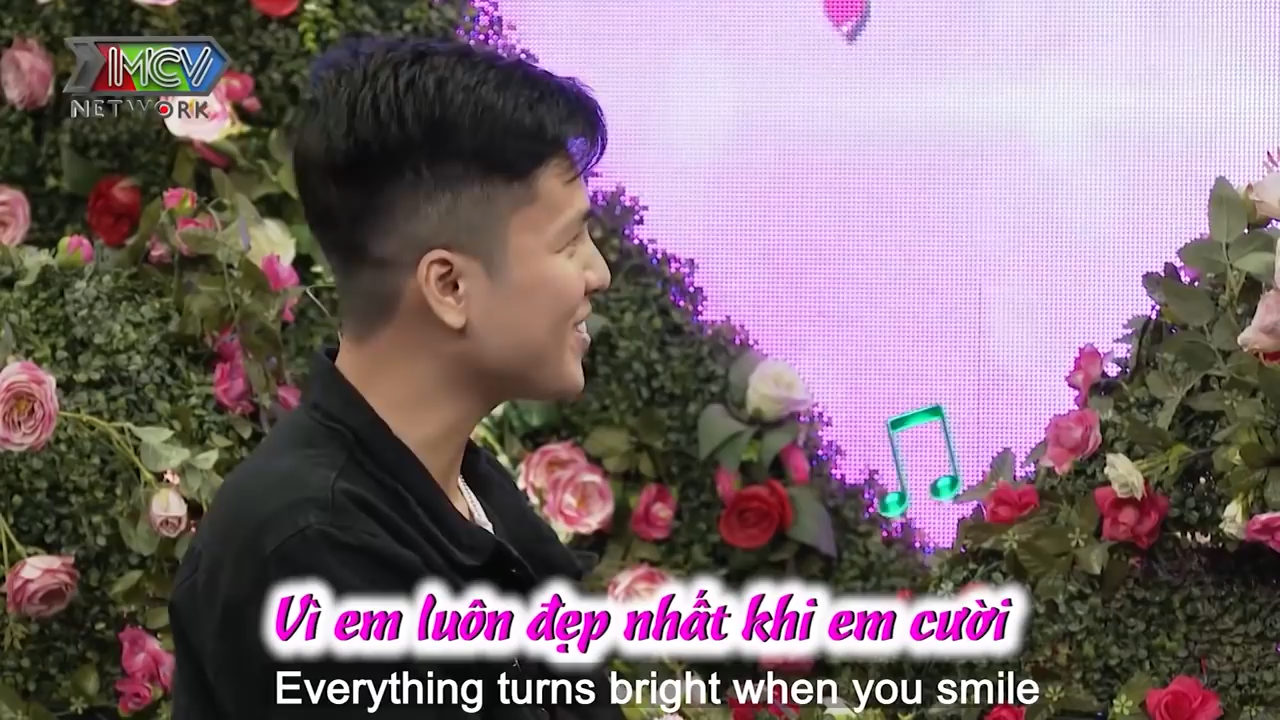 MCV
NETWORK
Vì em luôn đẹp nhất khi em cười
Everything turns bright when you smile